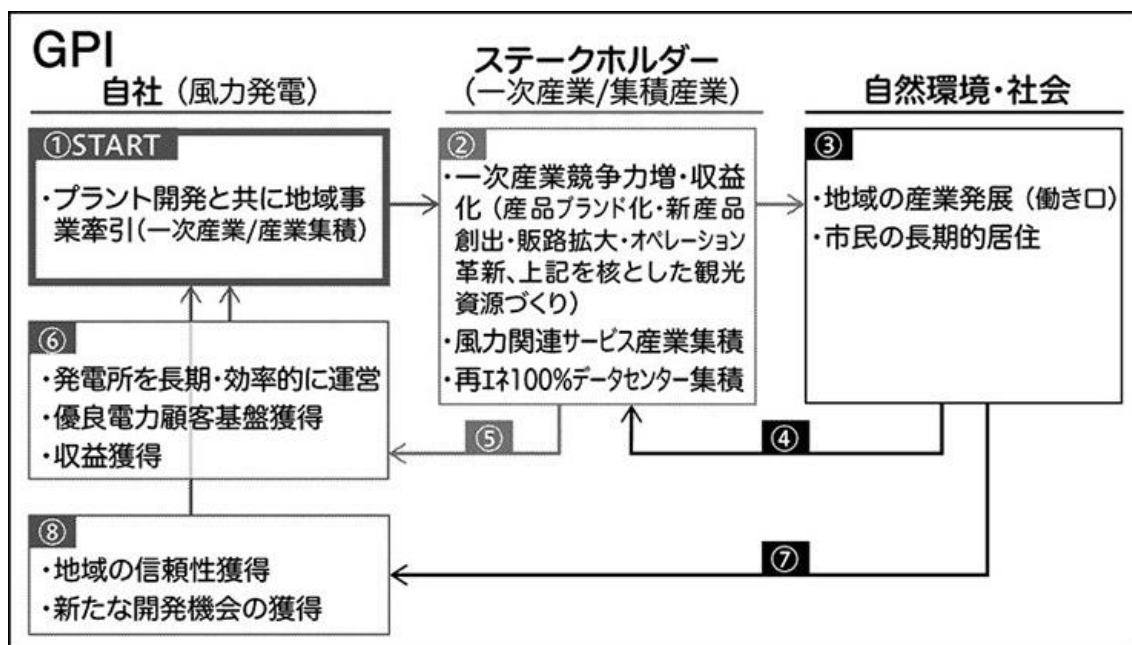 GPI
自社（風力発電）
ステークホルダー
（一次産業/集積産業）
自然環境・社会
①START
・プラント開発と共に地域事
業牽引（一次産業/産業集積）
②
・一次産業競争力増・収益
化（産品ブランド化・新産品
創出・販路拡大・オペレーション
革新、上記を核とした観光
資源づくり）
・風力関連サービス産業集積
・再エネ100%データセンター集積
③
・地域の産業発展（働き口）
・市民の長期的居住
④
⑤
⑥
・発電所を長期・効率的に運営
・優良電力顧客基盤獲得
・収益獲得
⑦
⑧
・地域の信頼性獲得
・新たな開発機会の獲得